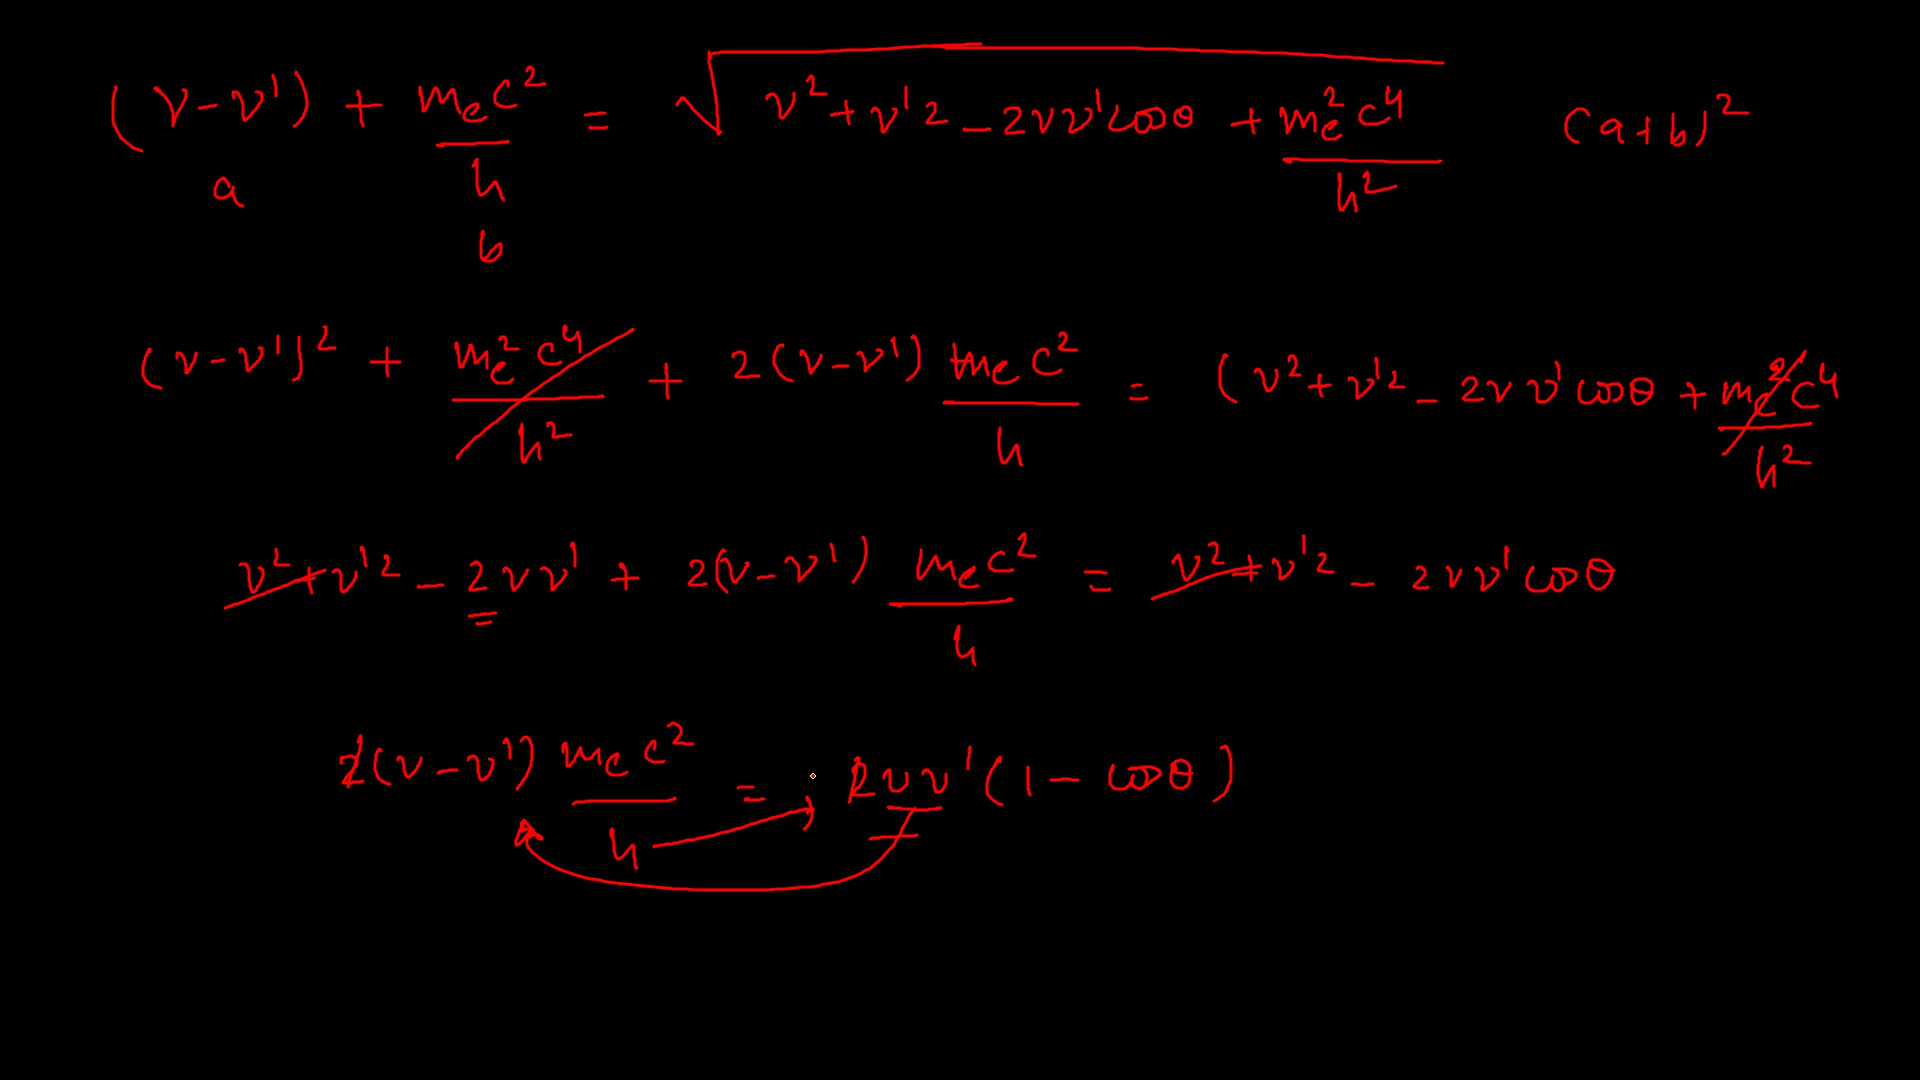 (ν-ν')+mₑc²/h = √ν²+ν'2-2νν'cosθ+mₑ²c⁴/h² (a+b)²
a b
(ν-ν')²+mₑ²c⁴/h²+2(ν-ν')mₑc²/h = (ν²+ν'2-2νν'cosθ+mₑ²c⁴/h²
ν²+ν'2-2νν'+2(ν-ν')mₑc²/h = ν²+ν'2-2νν'cosθ
2(ν-ν')mₑc²/h = 2νν'(1-cosθ)